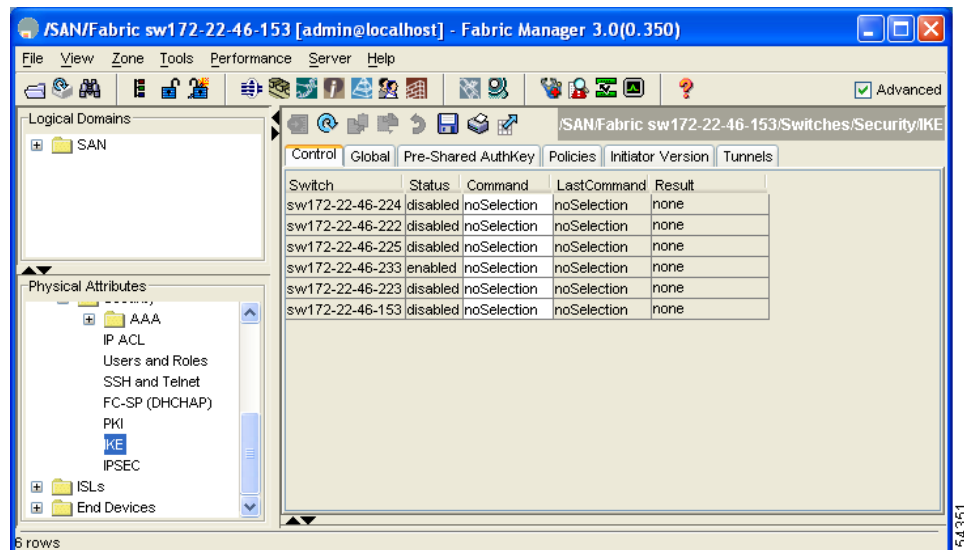 /SAN/Fabric sw172-22-46-153 [admin@localhost] - Fabric Manager 3.0(0.350)
File View Zone Tools Performance Server Help
Advanced
Logical Domains
SAN
/SAN/Fabric sw172-22-46-153/Switches/Security/IKE
Control Global Pre-Shared AuthKey Policies Initiator Version Tunnels
Switch Status Command LastCommand Result
sw172-22-46-224 disabled noSelection noSelection none
sw172-22-46-222 disabled noSelection noSelection none
sw172-22-46-225 disabled noSelection noSelection none
sw172-22-46-233 enabled noSelection noSelection none
sw172-22-46-223 disabled noSelection noSelection none
sw172-22-46-153 disabled noSelection noSelection none
Physical Attributes
AAA
IP ACL
Users and Roles
SSH and Telnet
FC-SP (DHCHAP)
PKI
IKE
IPSEC
ISLs
End Devices
6 rows